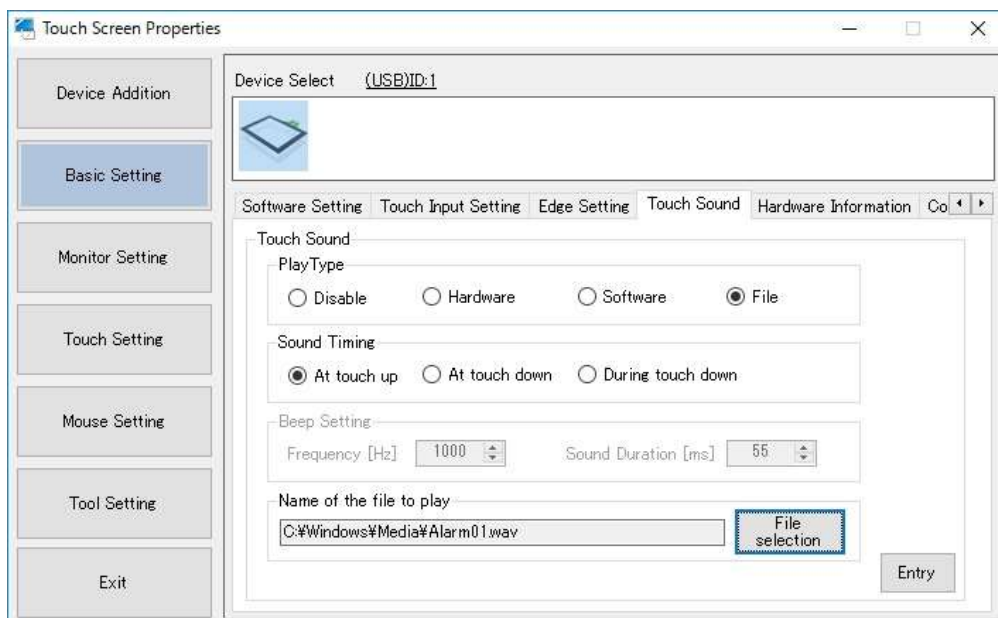 Touch Screen Properties
Device Addition
Basic Setting
Monitor Setting
Touch Setting
Mouse Setting
Tool Setting
Exit
Device Select (USB)ID:1
Software Setting Touch Input Setting Edge Setting Touch Sound Hardware Information Co
Touch Sound
PlayType
Disable Hardware Software File
Sound Timing
At touch up At touch down During touch down
Beep Setting
Frequency [Hz] 1000 Sound Duration [ms] 55
Name of the file to play
C:¥Windows¥Media¥Alarm01.wav
File
selection
Entry